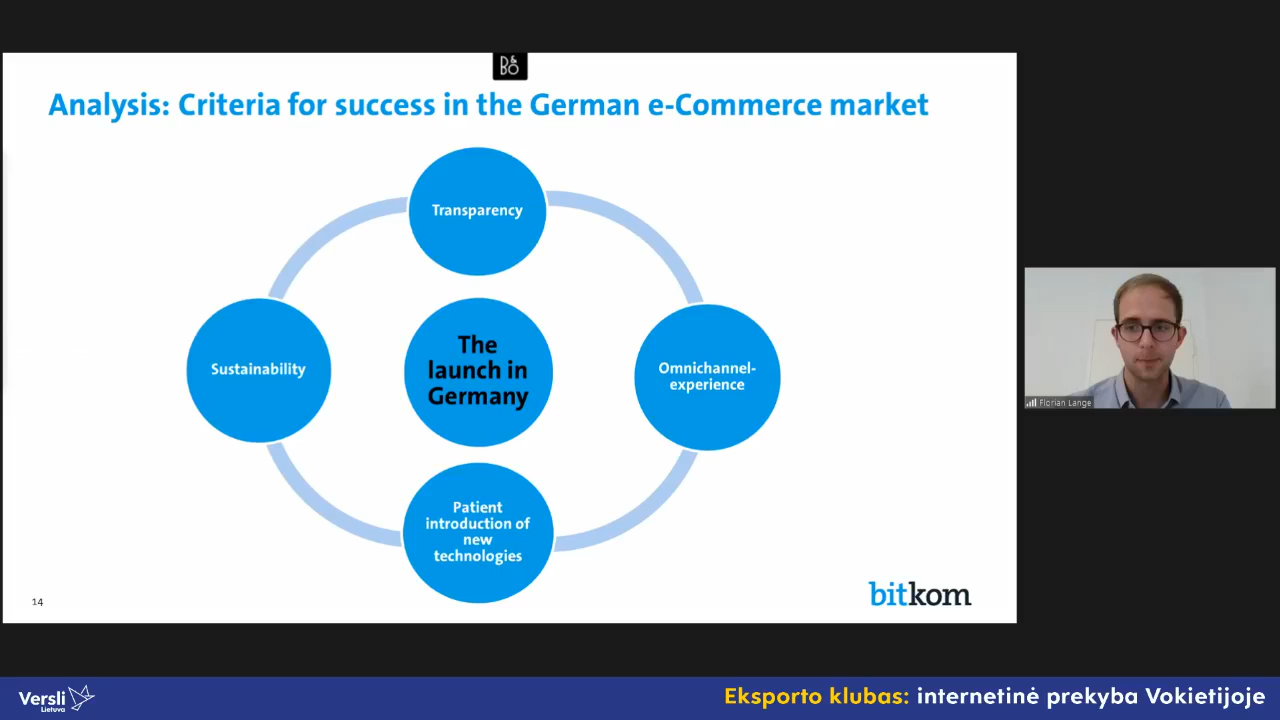 D&
BO
Analysis: Criteria for success in the German e-Commerce market
Transparency
Sustainability
The
launch in
Germany
Omnichannel-
experience
Patient
introduction of
new
technologies
14
bitkom
Florian Lange
Versli
Lietuva
Eksporto klubas: internetinė prekyba Vokietijoje